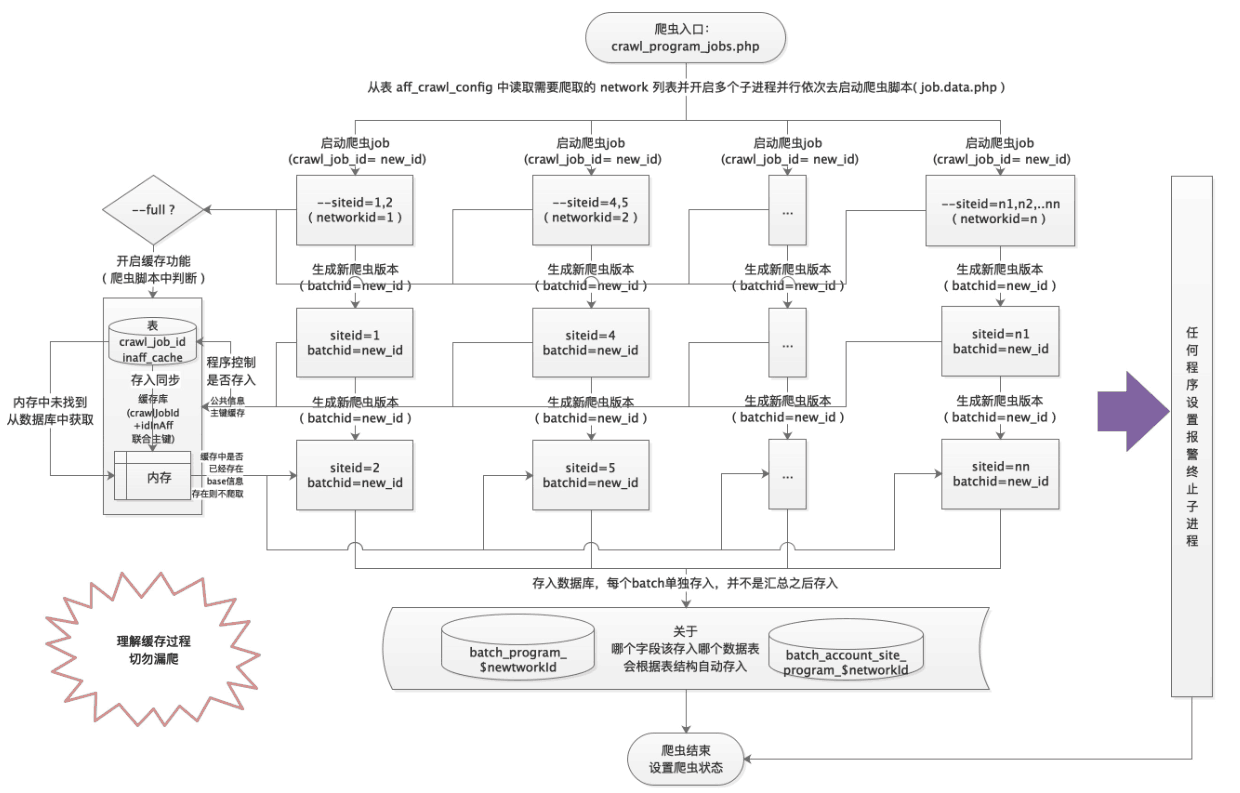 爬虫入口：
crawl_program_jobs.php
从表 aff_crawl_config 中读取需要爬取的 network 列表并开启多个子进程并行依次去启动爬虫脚本( job.data.php )
启动爬虫job
(crawl_job_id= new_id)
启动爬虫job
(crawl_job_id= new_id)
启动爬虫job
(crawl_job_id= new_id)
启动爬虫job
(crawl_job_id= new_id)
--full ?
--siteid=1,2
( networkid=1 )
--siteid=4,5
( networkid=2 )
...
--siteid=n1,n2,..nn
( networkid=n )
开启缓存功能
( 爬虫脚本中判断 )
生成新爬虫版本
( batchid=new_id )
生成新爬虫版本
( batchid=new_id )
生成新爬虫版本
( batchid=new_id )
生成新爬虫版本
( batchid=new_id )
表
crawl_job_id
inaff_cache
程序控制
是否存入
siteid=1
batchid=new_id
siteid=4
batchid=new_id
...
siteid=n1
batchid=new_id
存入同步
内存中未找到
从数据库中获取
缓存库
(crawlJobId
+idInAff
联合主键)
公共信息
主键缓存
生成新爬虫版本
( batchid=new_id )
生成新爬虫版本
( batchid=new_id )
生成新爬虫版本
( batchid=new_id )
生成新爬虫版本
( batchid=new_id )
内存
缓存中是否
已经存在
base信息
存在则不爬取
siteid=2
batchid=new_id
siteid=5
batchid=new_id
...
siteid=nn
batchid=new_id
任
何
程
序
设
置
报
警
终
止
子
进
程
存入数据库，每个batch单独存入，并不是汇总之后存入
理解缓存过程
切勿漏爬
batch_program_
$newtworkId
关于
哪个字段该存入哪个数据表
会根据表结构自动存入
batch_account_site_
program_$networkId
爬虫结束
设置爬虫状态